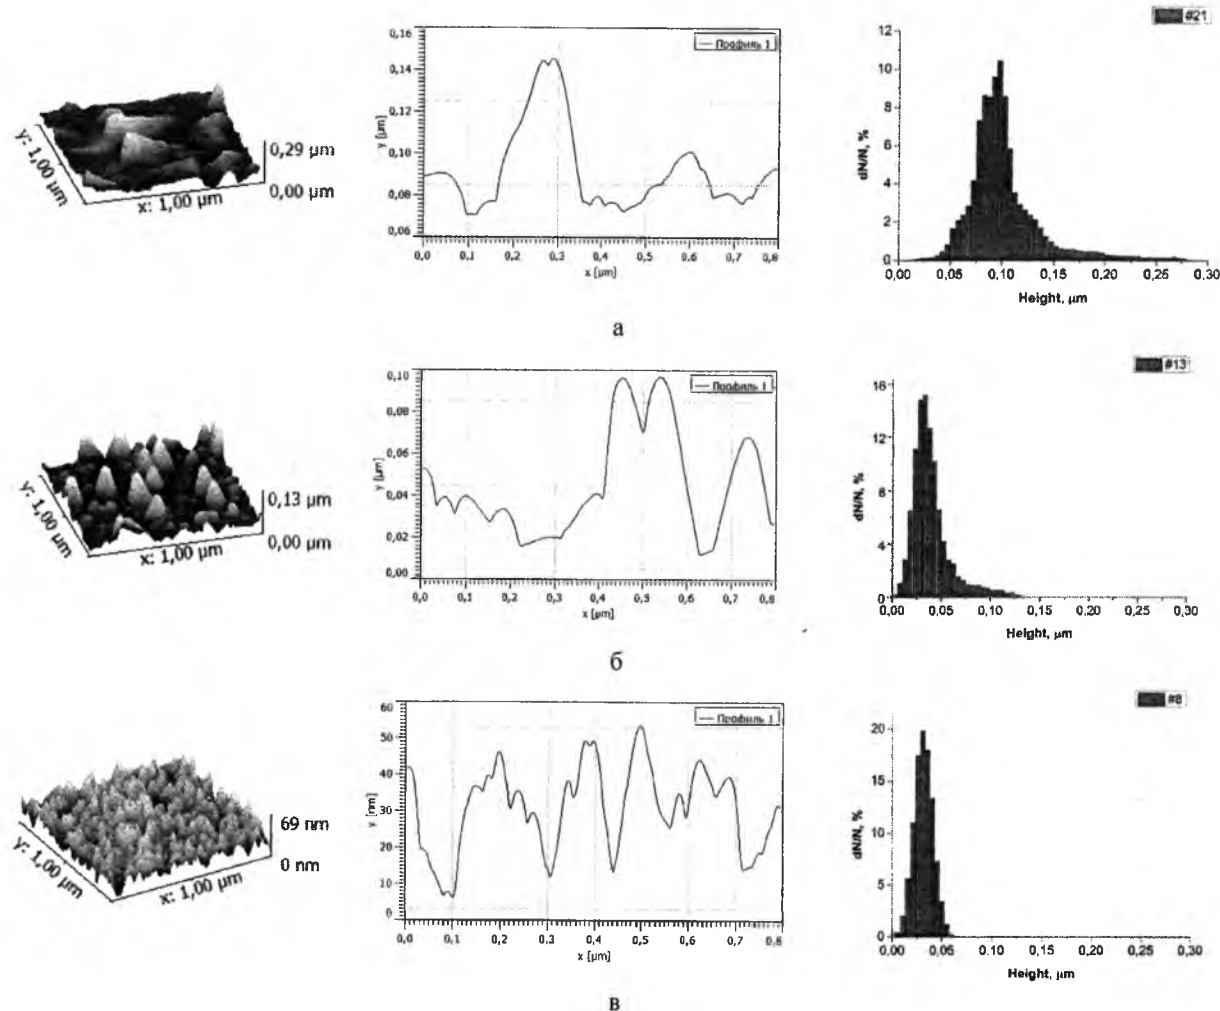 y: 1,00 µm
x: 1,00 µm
0,29 µm
0,00 µm
0,16
0,14
0,12
0,10
0,08
0,06
y [µm]
Профиль 1
0,0 0,1 0,2 0,3 0,4 0,5 0,6 0,7 0,8
x [µm]
#21
12
10
8
6
4
2
0
dN/N, %
0,00 0,05 0,10 0,15 0,20 0,25 0,30
Height, µm
а
y: 1,00 µm
x: 1,00 µm
0,13 µm
0,00 µm
0,10
0,08
0,06
0,04
0,02
0,00
y [µm]
Профиль 1
0,0 0,1 0,2 0,3 0,4 0,5 0,6 0,7 0,8
x [µm]
#13
16
12
8
4
0
dN/N, %
0,00 0,05 0,10 0,15 0,20 0,25 0,30
Height, µm
б
y: 1,00 µm
x: 1,00 µm
69 nm
0 nm
60
50
40
30
20
10
0
y [nm]
Профиль 1
0,0 0,1 0,2 0,3 0,4 0,5 0,6 0,7 0,8
x [µm]
#8
20
15
10
5
0
dN/N, %
0,00 0,05 0,10 0,15 0,20 0,25 0,30
Height, µm
в